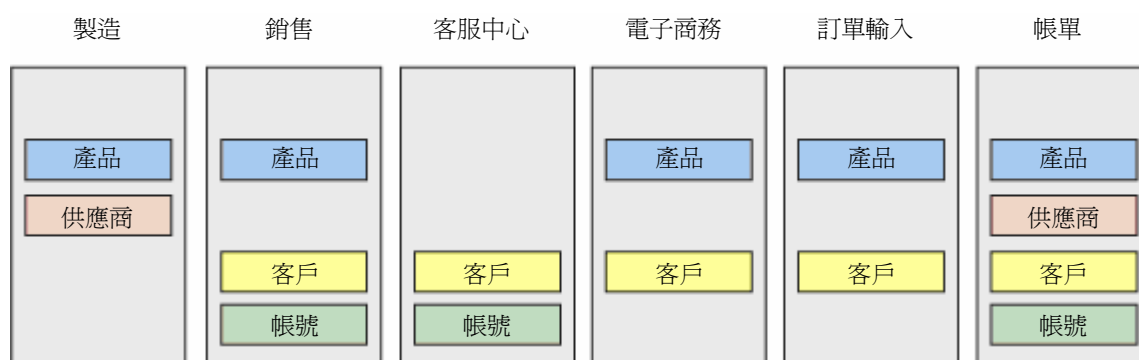 製造 銷售 客服中心 電子商務 訂單輸入 帳單
產品 產品 產品 產品 產品
供應商 供應商
客戶 客戶 客戶 客戶 客戶
帳號 帳號 帳號